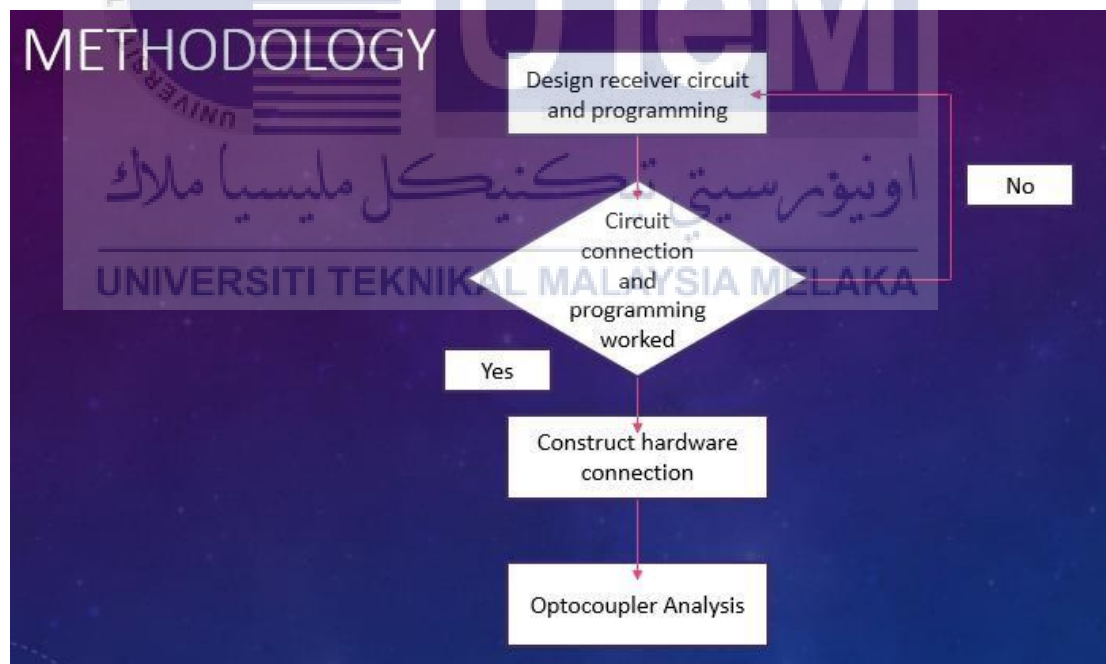 METHODOLOGY
UTeM
Design receiver circuit
and programming
اونيۏرسيتي تيكنيكل مليسيا ملاك
No
Circuit
connection
and
programming
worked
UNIVERSITI TEKNIKAL MALAYSIA MELAKA
Yes
Construct hardware
connection
Optocoupler Analysis